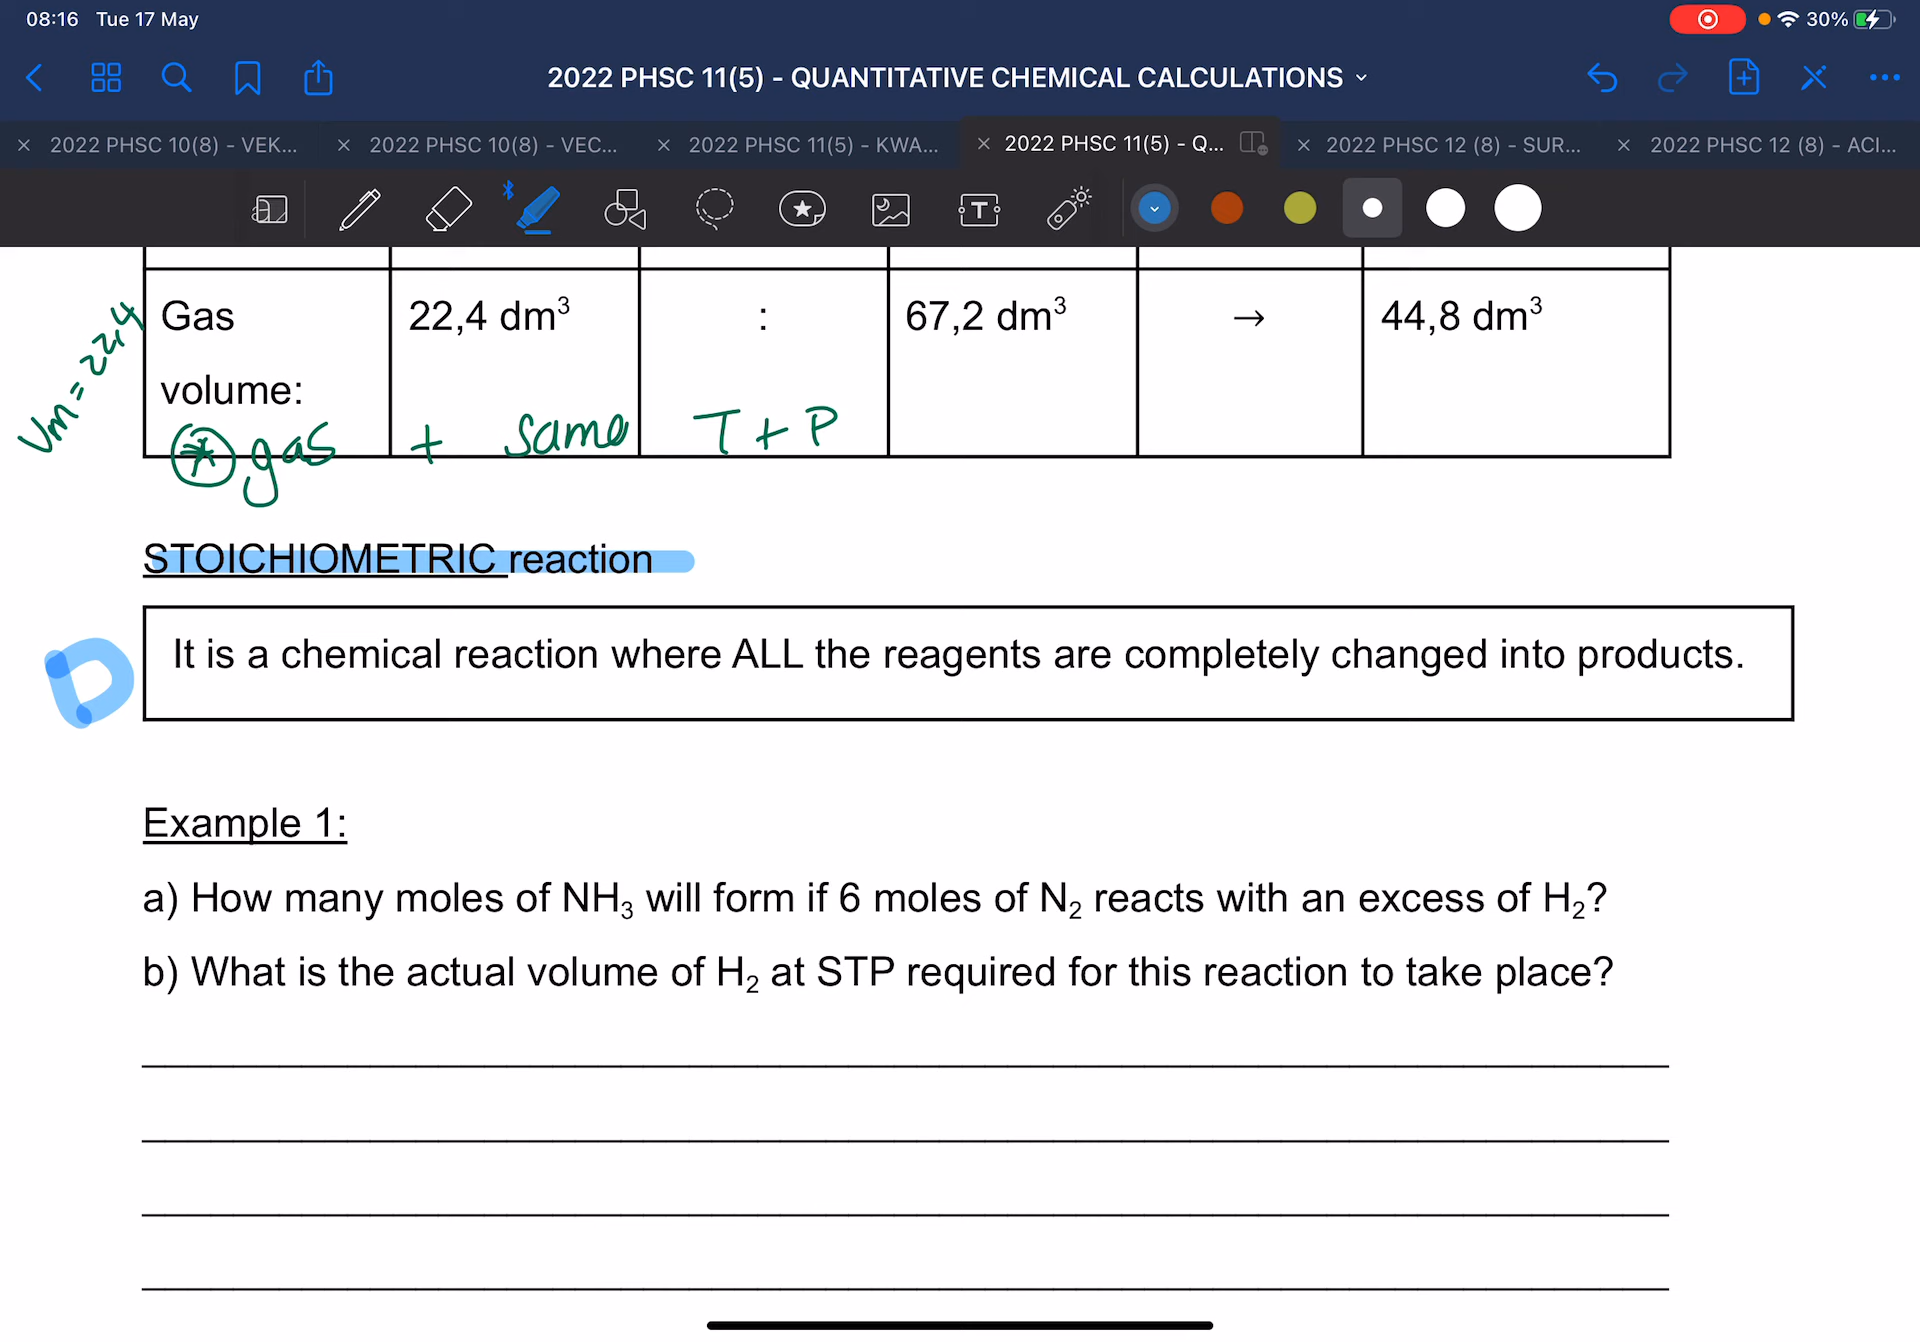 08:16 Tue 17 May 30%
2022 PHSC 11(5) - QUANTITATIVE CHEMICAL CALCULATIONS
2022 PHSC 10(8) - VEK... 2022 PHSC 10(8) - VEC... 2022 PHSC 11(5) - KWA... 2022 PHSC 11(5) - Q... 2022 PHSC 12 (8) - SUR... 2022 PHSC 12 (8) - ACI...
Vm = 22,4
Gas 22,4 dm³ : 67,2 dm³ → 44,8 dm³
volume:
* gas + same T + P
STOICHIOMETRIC reaction
D
It is a chemical reaction where ALL the reagents are completely changed into products.
Example 1:
a) How many moles of NH₃ will form if 6 moles of N₂ reacts with an excess of H₂?
b) What is the actual volume of H₂ at STP required for this reaction to take place?